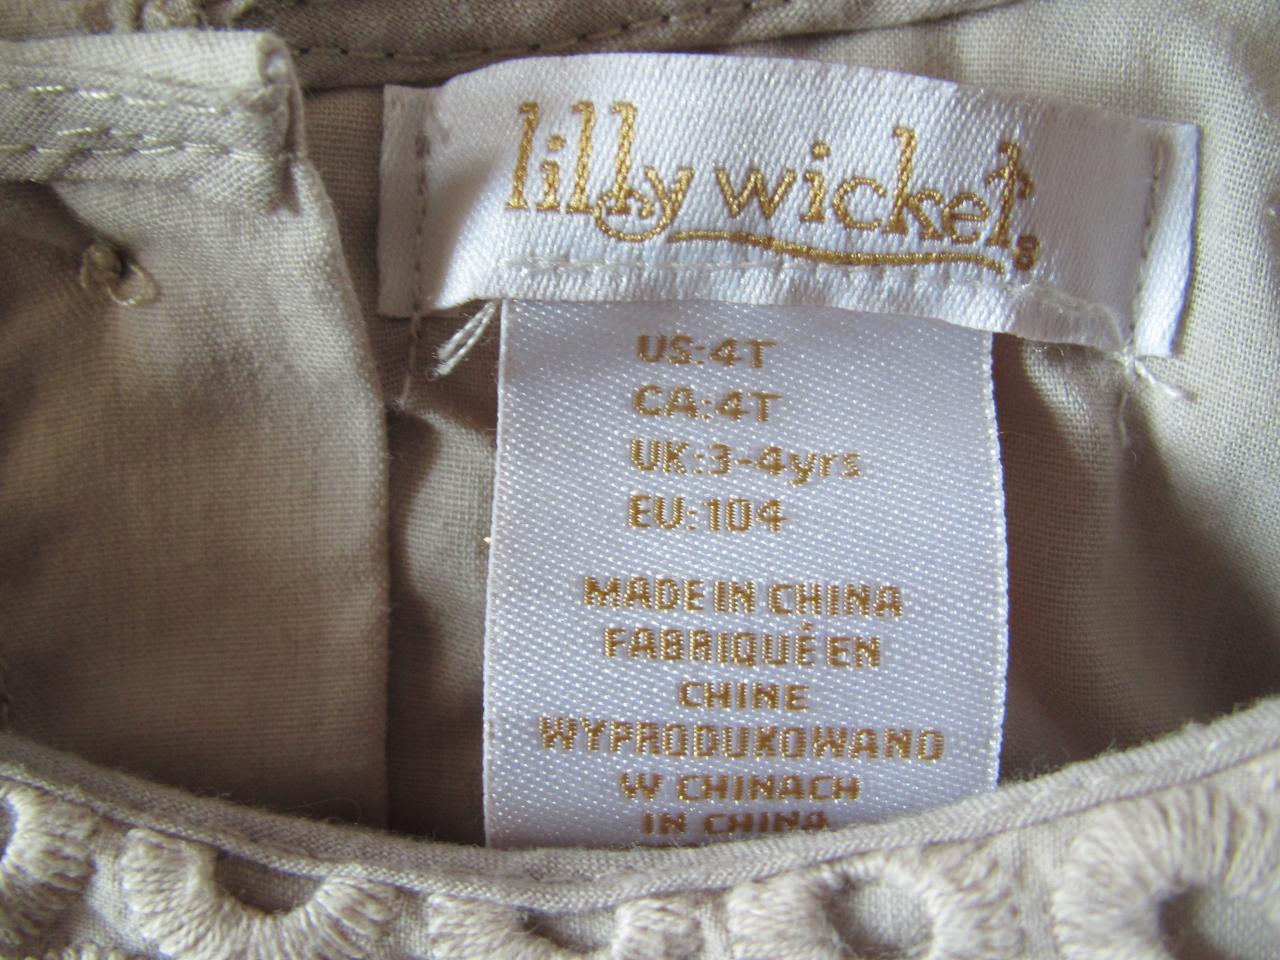 lilly wicket®
US:4T
CA:4T
UK:3-4yrs
EU:104
MADE IN CHINA
FABRIQUÉ EN
CHINE
WYPRODUKOWANO
W CHINACH
IN CHINA